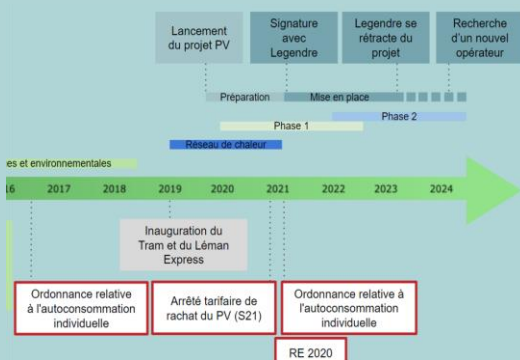 Lancement
du projet PV
Signature
avec
Legendre
Legendre se
rétracte du
projet
Recherche
d'un nouvel
opérateur
Préparation
Mise en place
Phase 2
Phase 1
Réseau de chaleur
es et environnementales
16 2017 2018 2019 2020 2021 2022 2023 2024
Inauguration du
Tram et du Léman
Express
Ordonnance relative
à l'autoconsommation
individuelle
Arrêté tarifaire de
rachat du PV (S21)
Ordonnance relative à
l'autoconsommation
individuelle
RE 2020